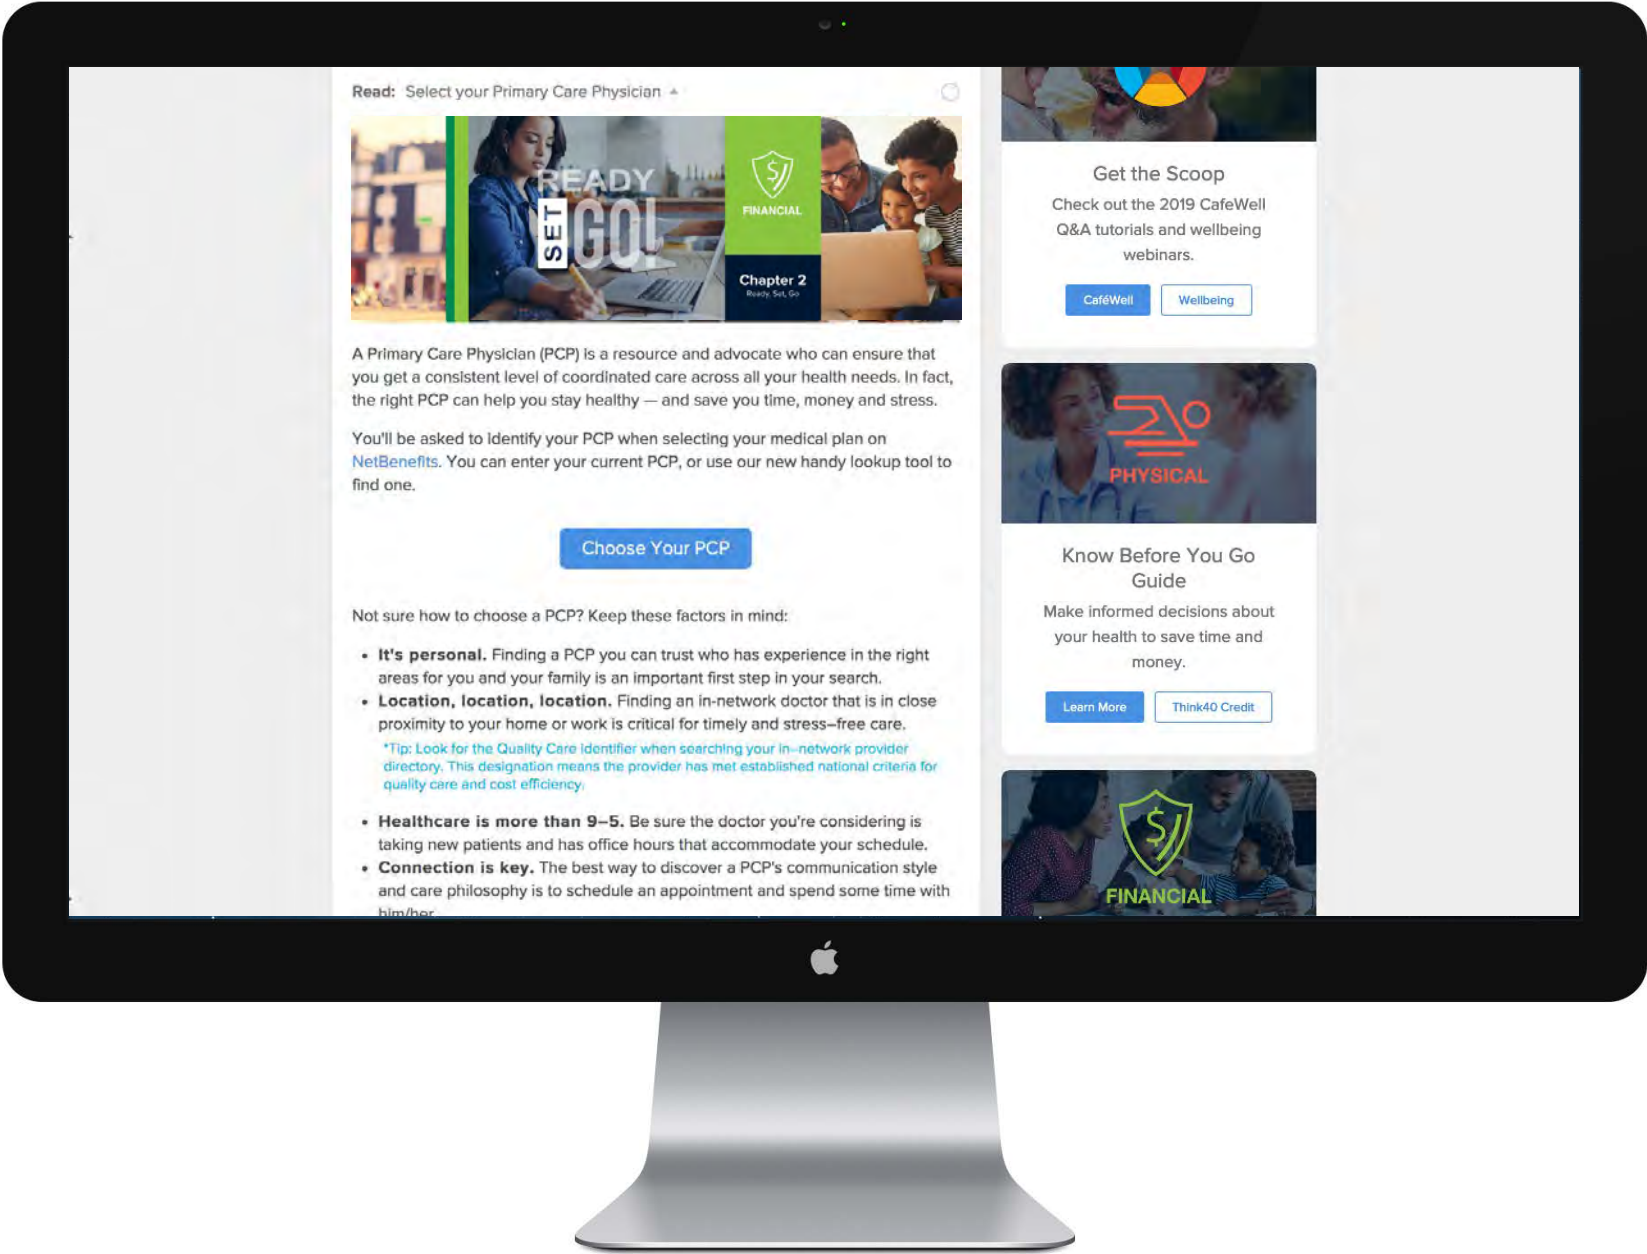 Read: Select your Primary Care Physician
READY
SET
GO!
FINANCIAL
Chapter 2
Ready, Set, Go
A Primary Care Physician (PCP) is a resource and advocate who can ensure that
you get a consistent level of coordinated care across all your health needs. In fact,
the right PCP can help you stay healthy — and save you time, money and stress.
You'll be asked to identify your PCP when selecting your medical plan on
NetBenefits. You can enter your current PCP, or use our new handy lookup tool to
find one.
Choose Your PCP
Not sure how to choose a PCP? Keep these factors in mind:
• It's personal. Finding a PCP you can trust who has experience in the right
areas for you and your family is an important first step in your search.
• Location, location, location. Finding an in-network doctor that is in close
proximity to your home or work is critical for timely and stress–free care.
*Tip: Look for the Quality Care Identifier when searching your in–network provider
directory. This designation means the provider has met established national criteria for
quality care and cost efficiency.
• Healthcare is more than 9–5. Be sure the doctor you're considering is
taking new patients and has office hours that accommodate your schedule.
• Connection is key. The best way to discover a PCP's communication style
and care philosophy is to schedule an appointment and spend some time with
him/her
Get the Scoop
Check out the 2019 CafeWell
Q&A tutorials and wellbeing
webinars.
CaféWell
Wellbeing
PHYSICAL
Know Before You Go
Guide
Make informed decisions about
your health to save time and
money.
Learn More
Think40 Credit
FINANCIAL